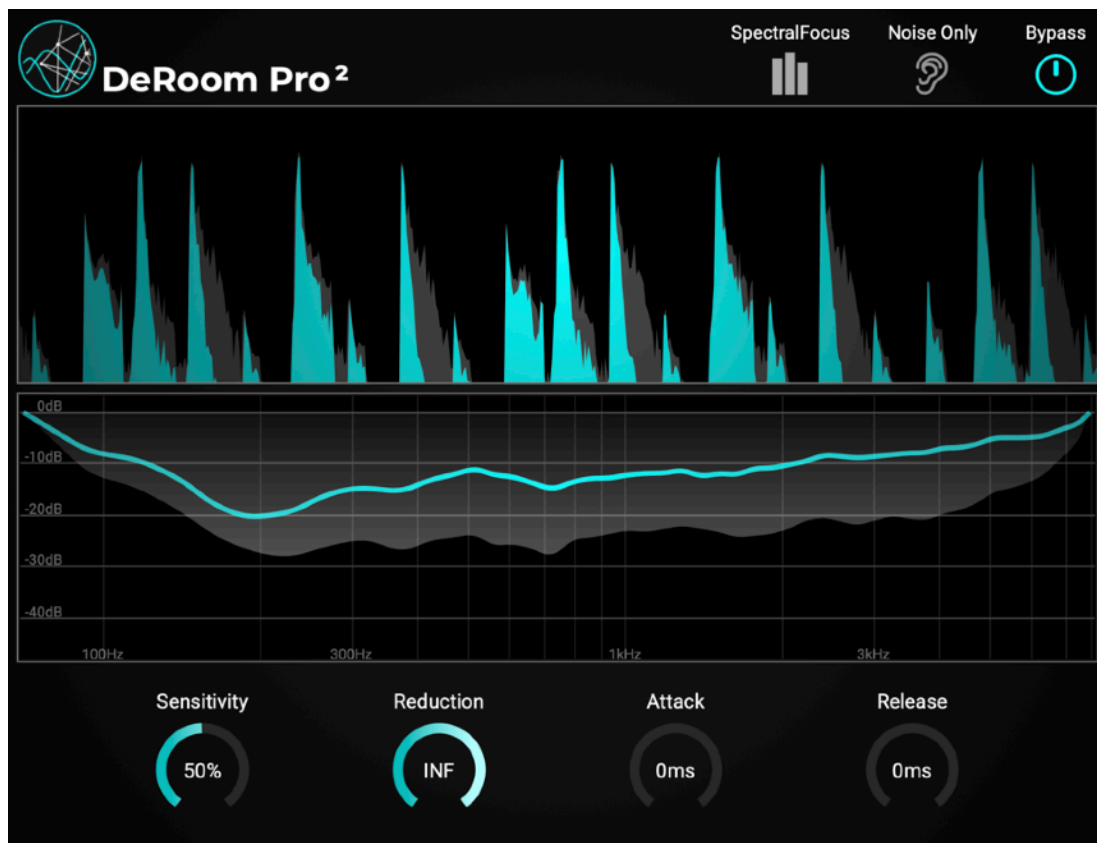 SpectralFocus Noise Only Bypass
DeRoom Pro²
0dB
-10dB
-20dB
-30dB
-40dB
100Hz 300Hz 1kHz 3kHz
Sensitivity Reduction Attack Release
50% INF 0ms 0ms